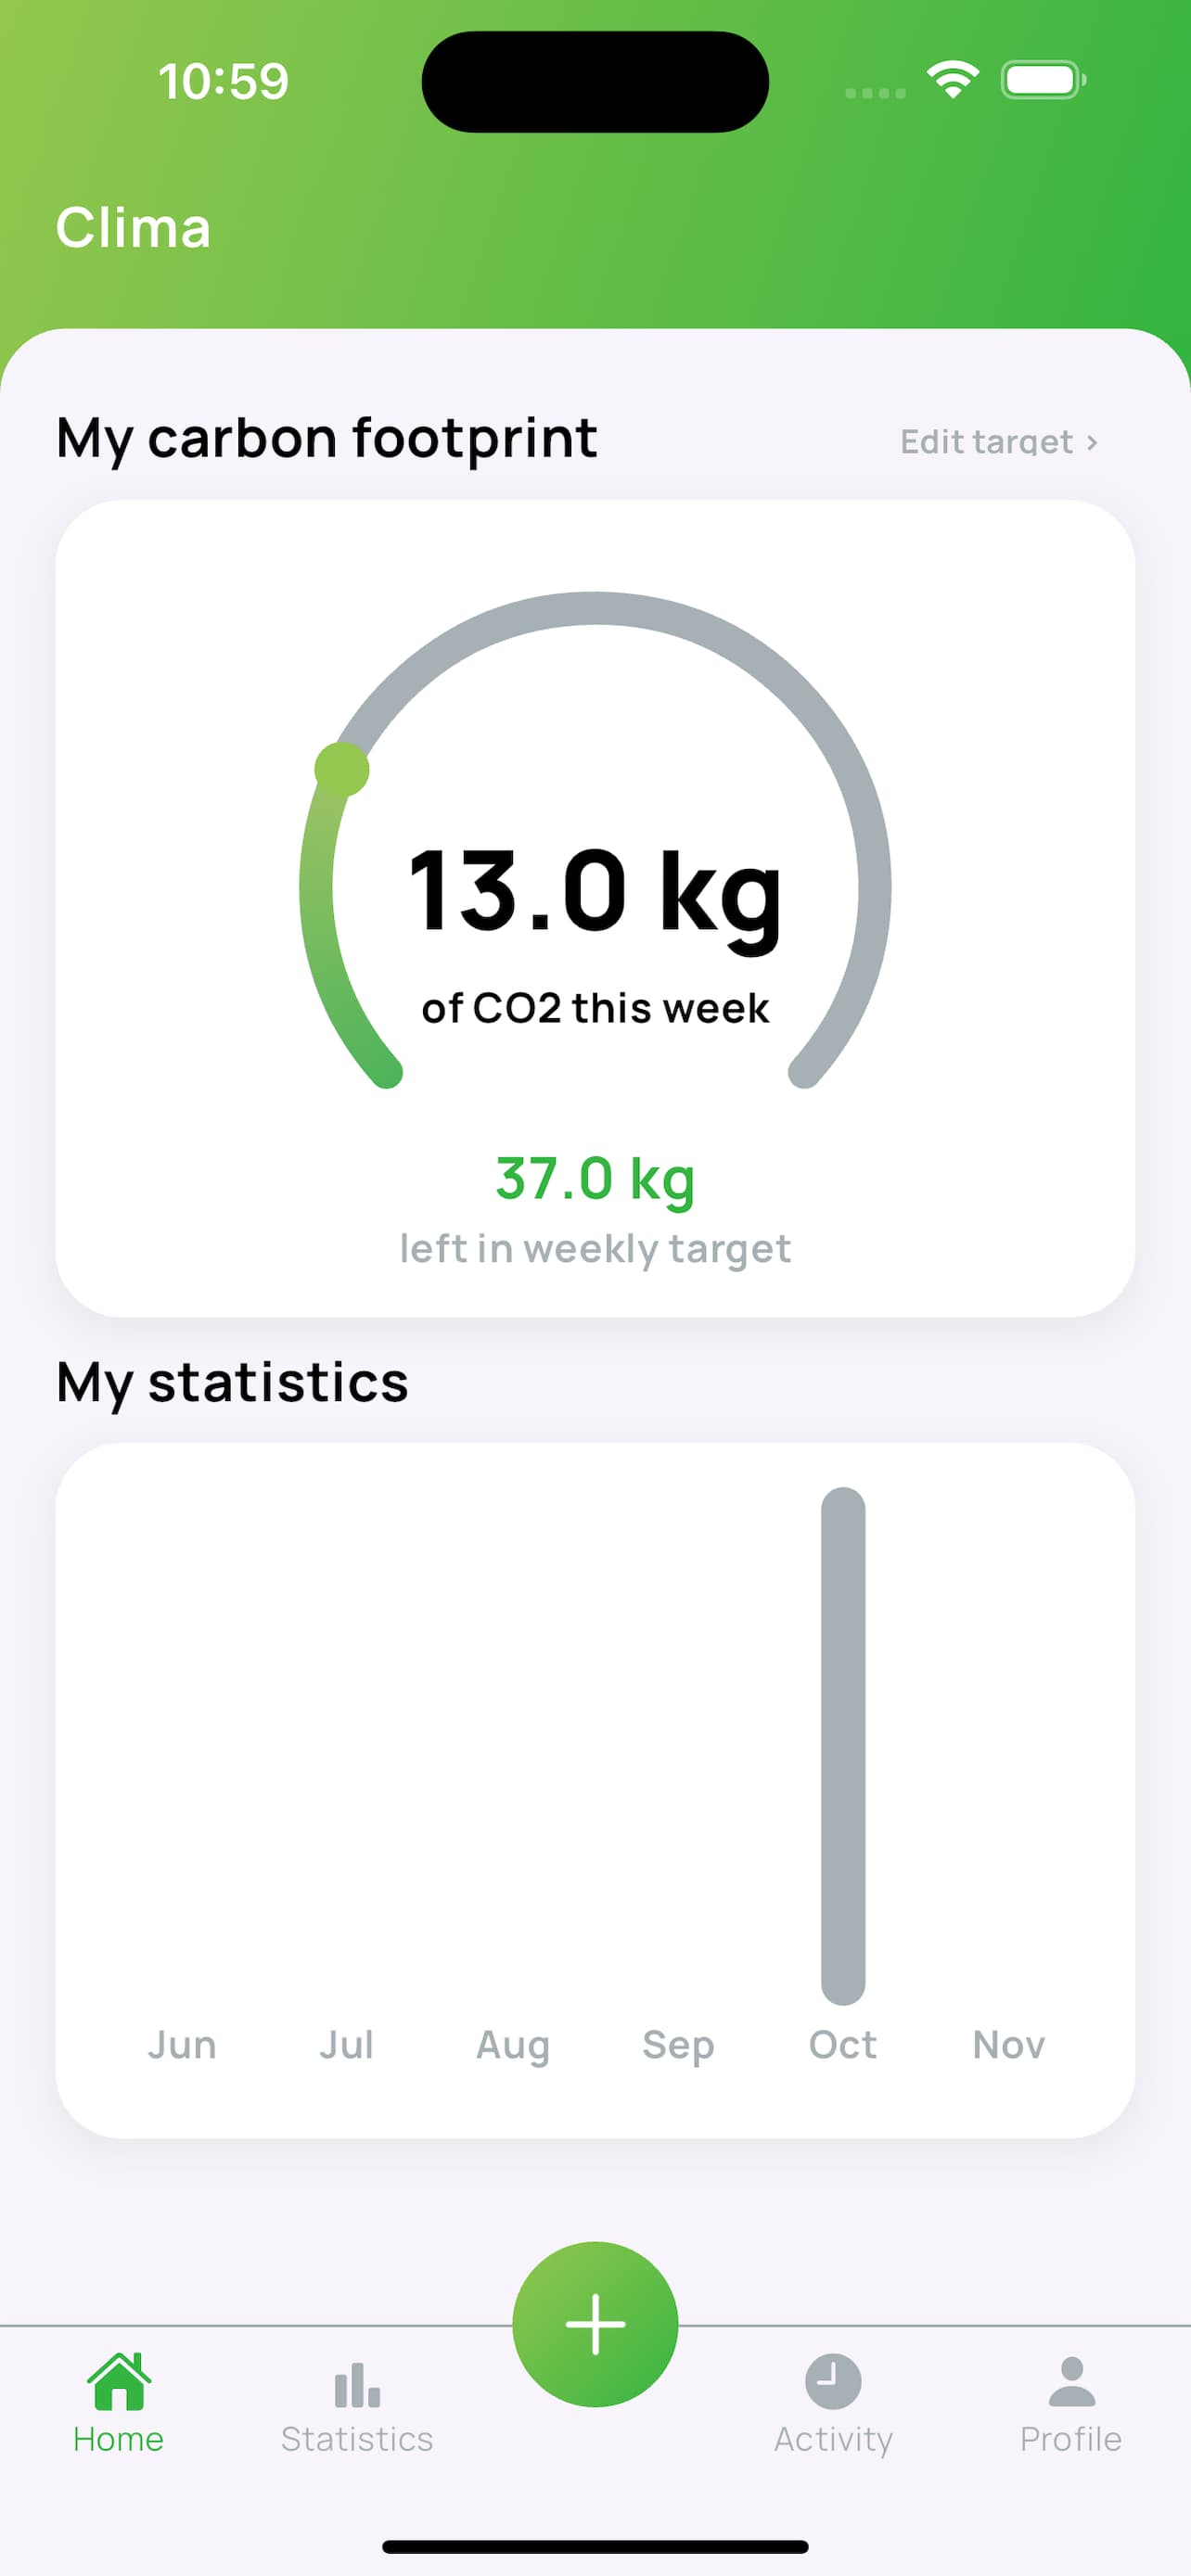 10:59
Clima
My carbon footprint
Edit target ›
13.0 kg
of CO2 this week
37.0 kg
left in weekly target
My statistics
Jun Jul Aug Sep Oct Nov
Home Statistics Activity Profile